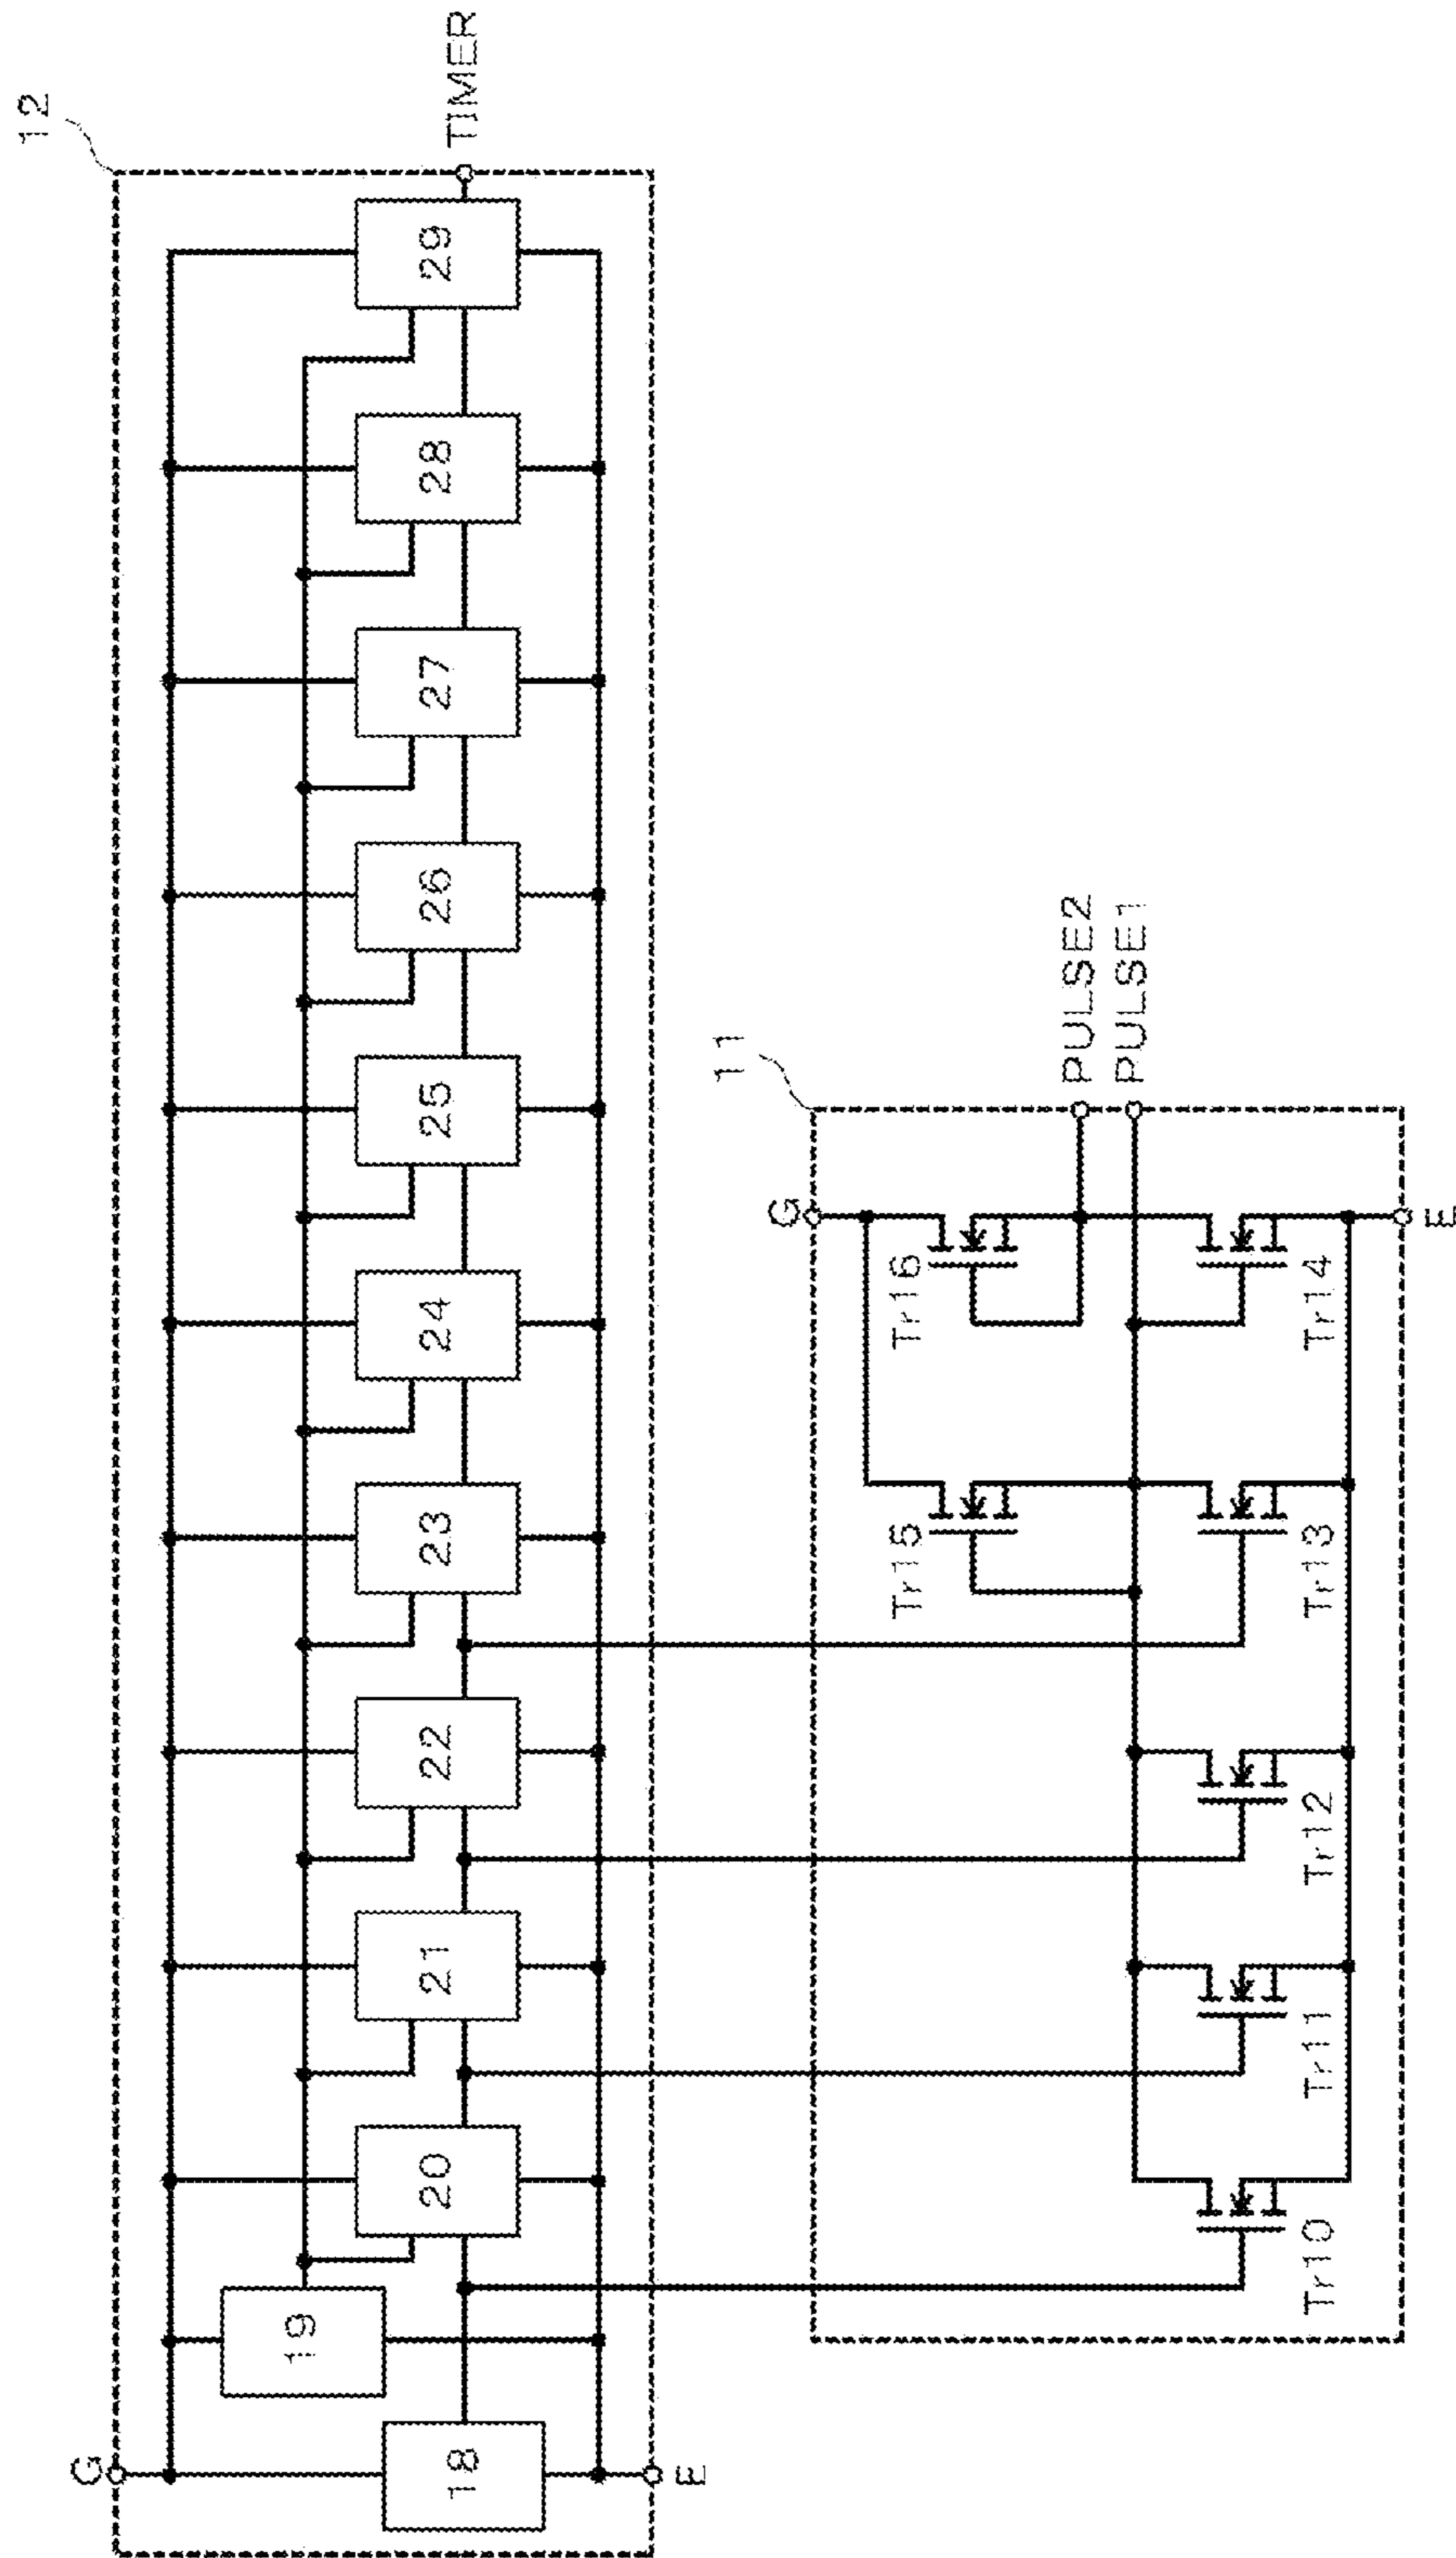 12
G
18
19
20
21
22
23
24
25
26
27
28
29
TIMER
E
11
G
Tr15
Tr16
PULSE2
PULSE1
Tr10
Tr11
Tr12
Tr13
Tr14
E